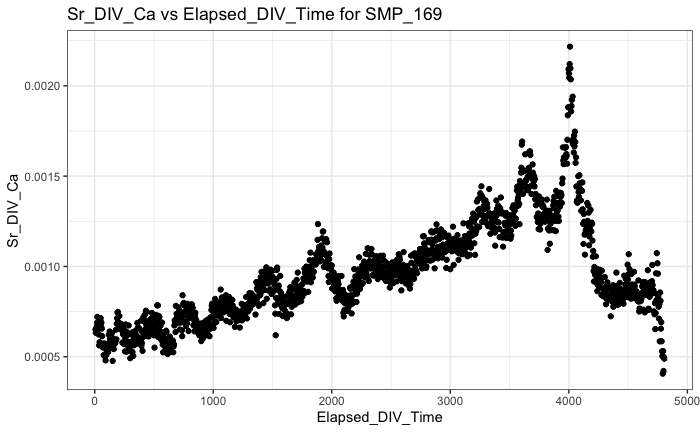 Sr_DIV_Ca vs Elapsed_DIV_Time for SMP_169
0.0020
0.0015
0.0010
0.0005
Sr_DIV_Ca
0 1000 2000 3000 4000 5000
Elapsed_DIV_Time